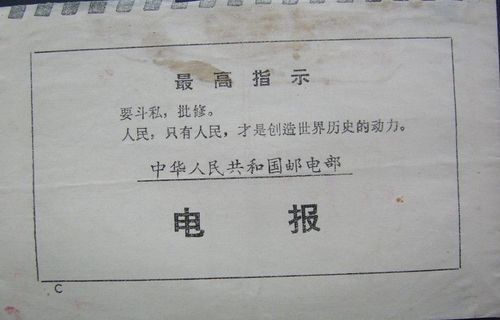 最高指示
要斗私，批修。
人民，只有人民，才是创造世界历史的动力。
中华人民共和国邮电部
电报
C